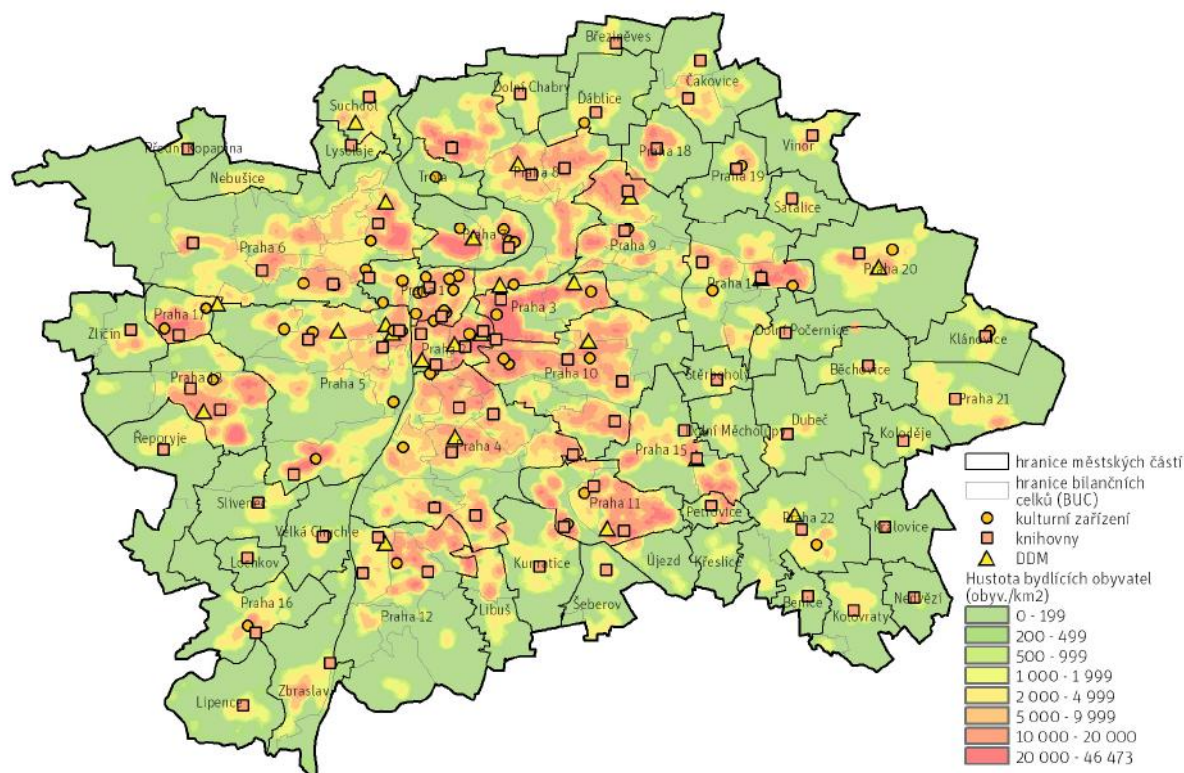 Březiněves
Dolní Chabry
Ďáblice
Čakovice
Suchdol
Lysolaje
Přední Kopanina
Nebušice
Troja
Praha 8
Praha 18
Vinoř
Praha 19
Satalice
Praha 6
Praha 9
Praha 20
Praha 1
Praha 3
Praha 14
Praha 17
Zličín
Praha 2
Dolní Počernice
Klánovice
Praha 5
Praha 10
Štěrboholy
Běchovice
Praha 13
Praha 21
Řeporyje
Praha 4
Praha 15
Dolní Měcholupy
Dubeč
Koloděje
Slivenec
Velká Chuchle
Praha 11
Petrovice
Praha 22
Královice
Lochkov
Kunratice
Újezd
Křeslice
Praha 16
Praha 12
Libuš
Šeberov
Benice
Kolovraty
Nedvězí
Lipence
Zbraslav
hranice městských částí
hranice bilančních
celků (BUC)
kulturní zařízení
knihovny
DDM
Hustota bydlících obyvatel
(obyv./km2)
0 - 199
200 - 499
500 - 999
1 000 - 1 999
2 000 - 4 999
5 000 - 9 999
10 000 - 20 000
20 000 - 46 473